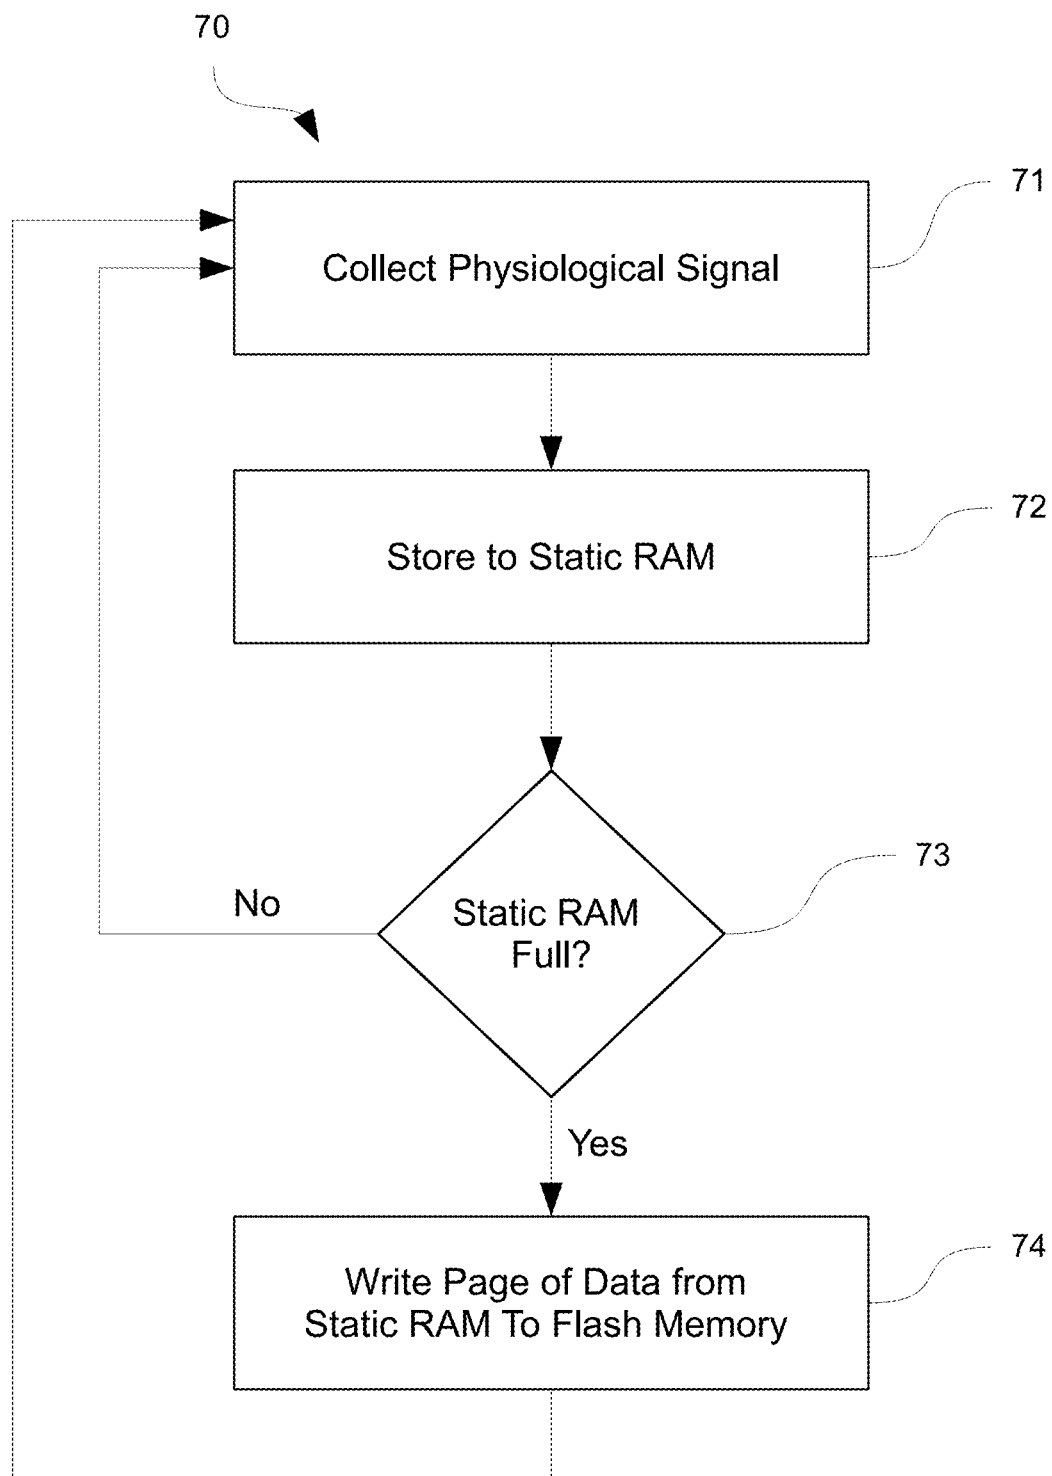 70
71
Collect Physiological Signal
72
Store to Static RAM
73
No
Static RAM
Full?
Yes
74
Write Page of Data from
Static RAM To Flash Memory